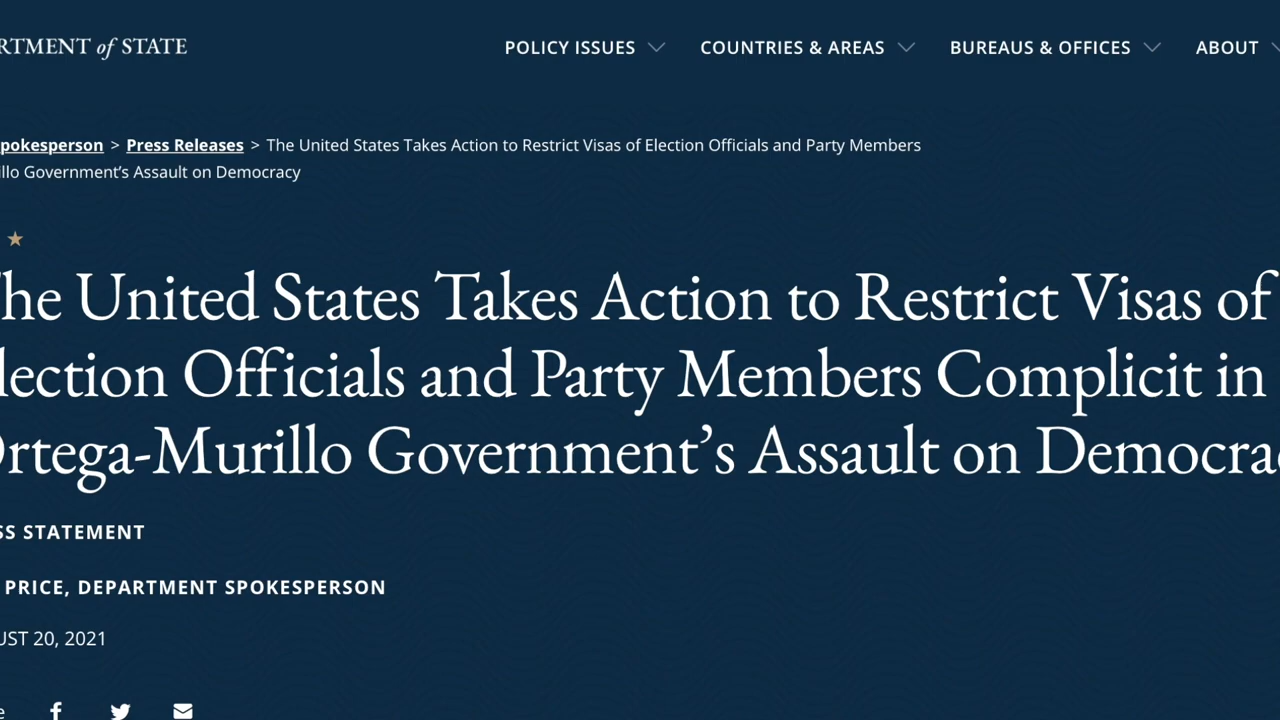 RTMENT of STATE
POLICY ISSUES COUNTRIES & AREAS BUREAUS & OFFICES ABOUT
pokesperson > Press Releases > The United States Takes Action to Restrict Visas of Election Officials and Party Members
llo Government's Assault on Democracy
he United States Takes Action to Restrict Visas of
lection Officials and Party Members Complicit in
Ortega-Murillo Government's Assault on Democrac
SS STATEMENT
PRICE, DEPARTMENT SPOKESPERSON
UST 20, 2021
e